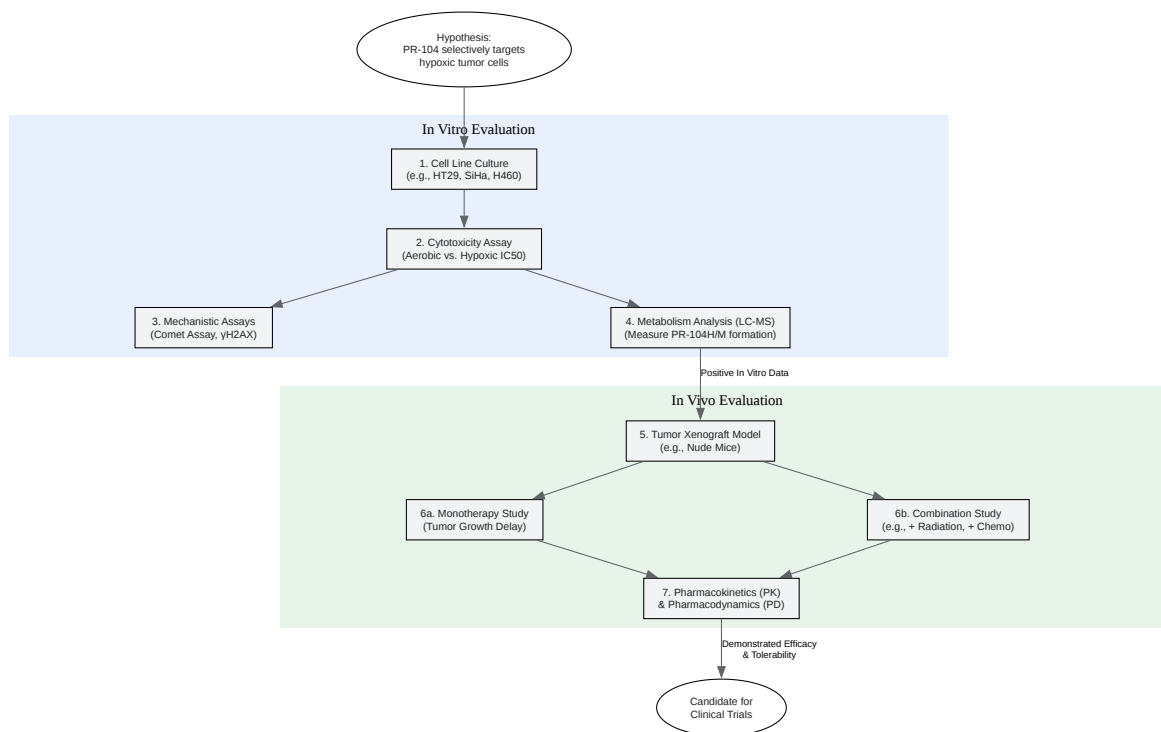 Hypothesis:
PR-104 selectively targets
hypoxic tumor cells
In Vitro Evaluation
1. Cell Line Culture
(e.g., HT29, SiHa, H460)
2. Cytotoxicity Assay
(Aerobic vs. Hypoxic IC50)
3. Mechanistic Assays
(Comet Assay, γH2AX)
4. Metabolism Analysis (LC-MS)
(Measure PR-104H/M formation)
Positive In Vitro Data
In Vivo Evaluation
5. Tumor Xenograft Model
(e.g., Nude Mice)
6a. Monotherapy Study
(Tumor Growth Delay)
6b. Combination Study
(e.g., + Radiation, + Chemo)
7. Pharmacokinetics (PK)
& Pharmacodynamics (PD)
Demonstrated Efficacy
& Tolerability
Candidate for
Clinical Trials